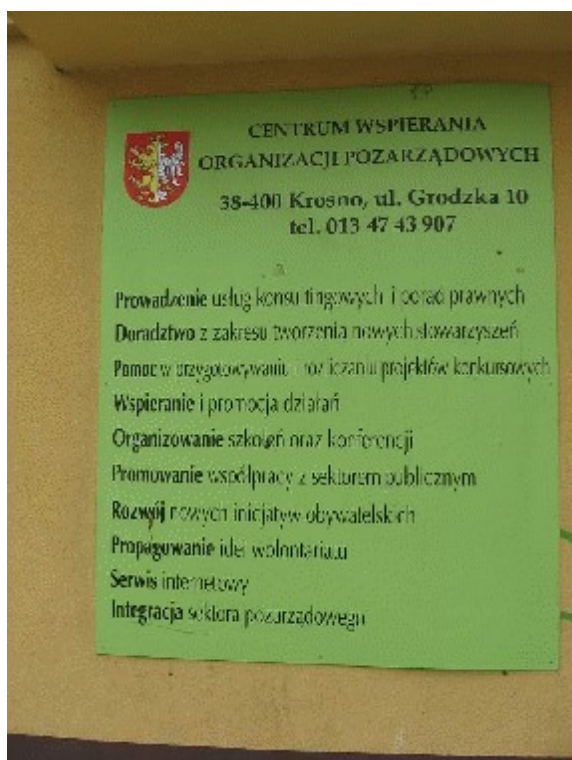 CENTRUM WSPIERANIA
ORGANIZACJI POZARZĄDOWYCH
38-400 Krosno, ul. Grodzka 10
tel. 013 47 43 907
Prowadzenie usług konsultingowych i porad prawnych
Doradztwo z zakresu tworzenia nowych stowarzyszeń
Pomoc w przygotowywaniu i rozliczaniu projektów konkursowych
Wspieranie i promocja działań
Organizowanie szkoleń oraz konferencji
Promowanie współpracy z sektorem publicznym
Rozwój nowych inicjatyw obywatelskich
Propagowanie idei wolontariatu
Serwis internetowy
Integracja sektora pozarządowego